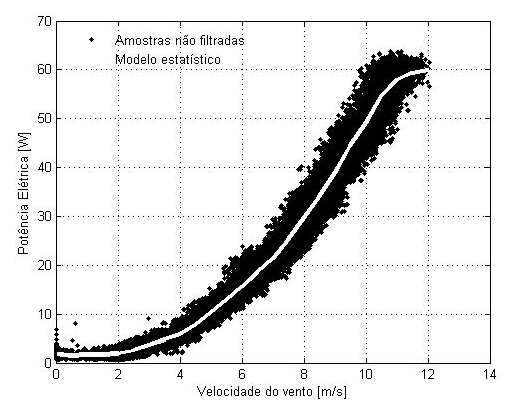 70
60
50
40
30
20
10
0
Potência Elétrica [W]
Amostras não filtradas
Modelo estatístico
0 2 4 6 8 10 12 14
Velocidade do vento [m/s]